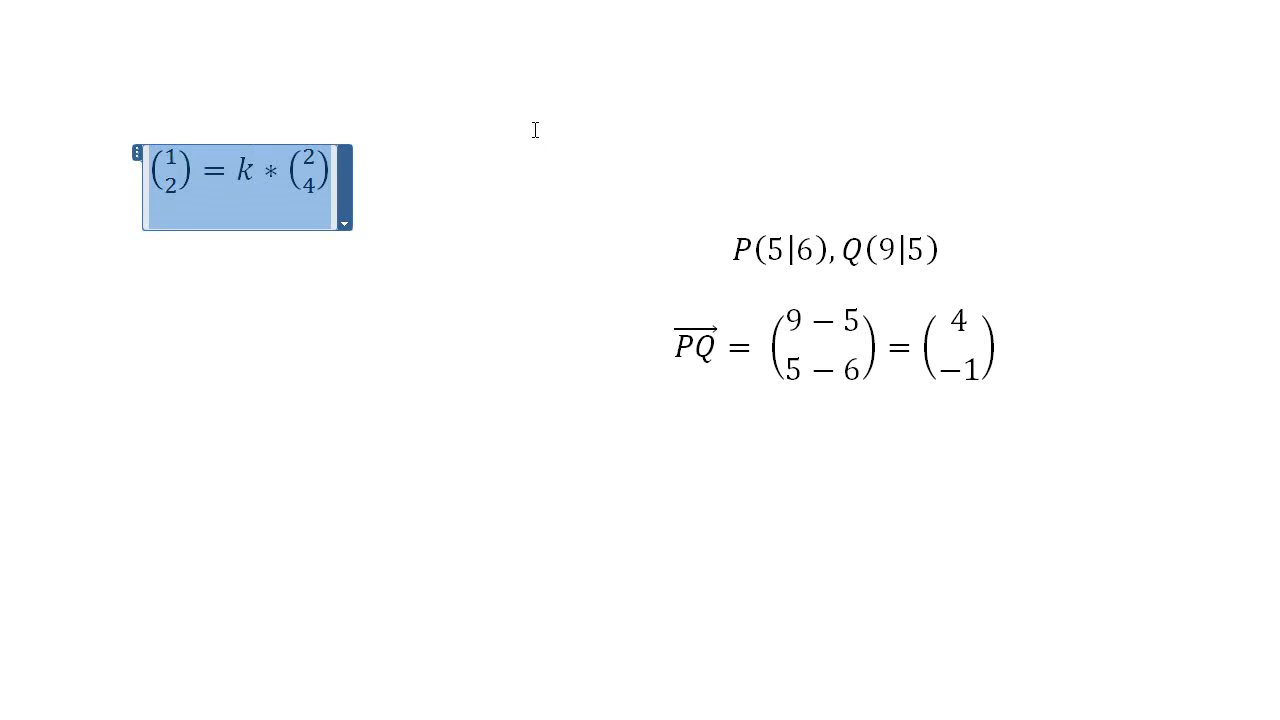 (1 2) = k * (2 4)
P(5|6), Q(9|5)
PQ = (9 − 5 5 − 6) = (4 −1)